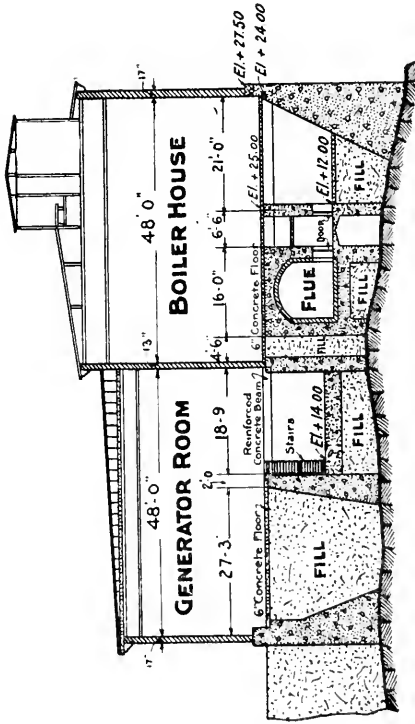 El.+27.50
El.+24.00
17"
48'0"
BOILER HOUSE
13"
21'-0"
6'-6"
16'-0"
4'6"
6" Concrete Floor
El.+25.00
El.+12.00
FLUE
DOOR
FILL
FILL
FILL
48'-0"
GENERATOR ROOM
17"
27.3
2'0
18-9
Reinforced
Concrete Beam
6" Concrete Floor
Stairs
El+14.00
FILL
FILL